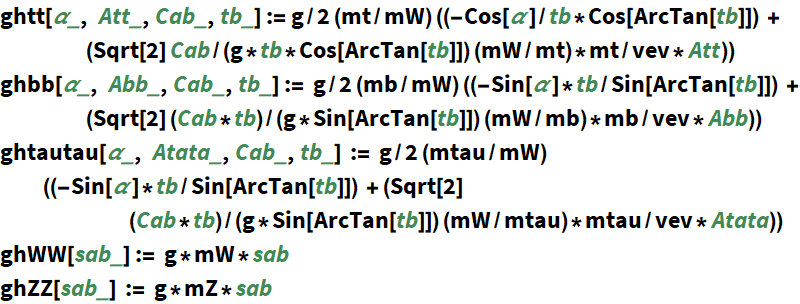 ghtt[α_, Att_, Cab_, tb_] := g/2 (mt/mW) ((-Cos[α]/tb*Cos[ArcTan[tb]]) +
(Sqrt[2] Cab/(g*tb*Cos[ArcTan[tb]]) (mW/mt)*mt/vev*Att))
ghbb[α_, Abb_, Cab_, tb_] := g/2 (mb/mW) ((-Sin[α]*tb/Sin[ArcTan[tb]]) +
(Sqrt[2] (Cab*tb)/(g*Sin[ArcTan[tb]]) (mW/mb)*mb/vev*Abb))
ghtautau[α_, Atata_, Cab_, tb_] := g/2 (mtau/mW)
((-Sin[α]*tb/Sin[ArcTan[tb]]) + (Sqrt[2]
(Cab*tb)/(g*Sin[ArcTan[tb]]) (mW/mtau)*mtau/vev*Atata))
ghWW[sab_] := g*mW*sab
ghZZ[sab_] := g*mZ*sab